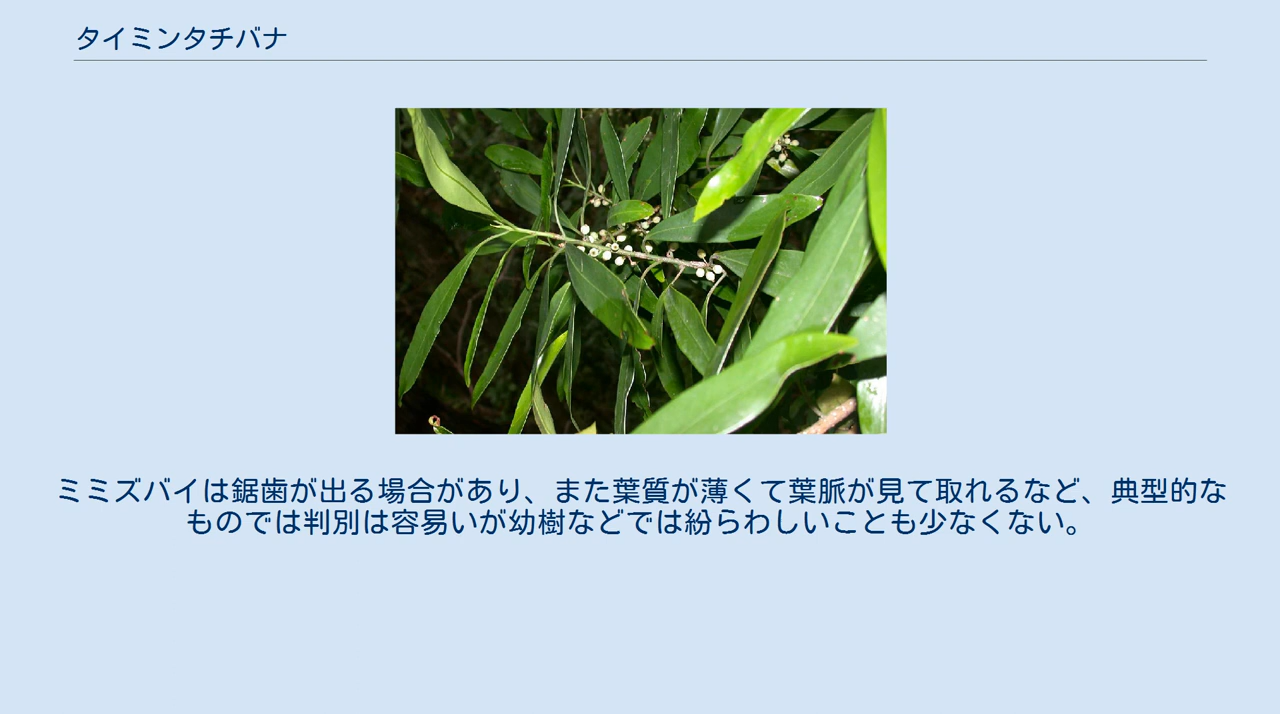 タイミンタチバナ
ミミズバイは鋸歯が出る場合があり、また葉質が薄くて葉脈が見て取れるなど、典型的な
ものでは判別は容易いが幼樹などでは紛らわしいことも少なくない。